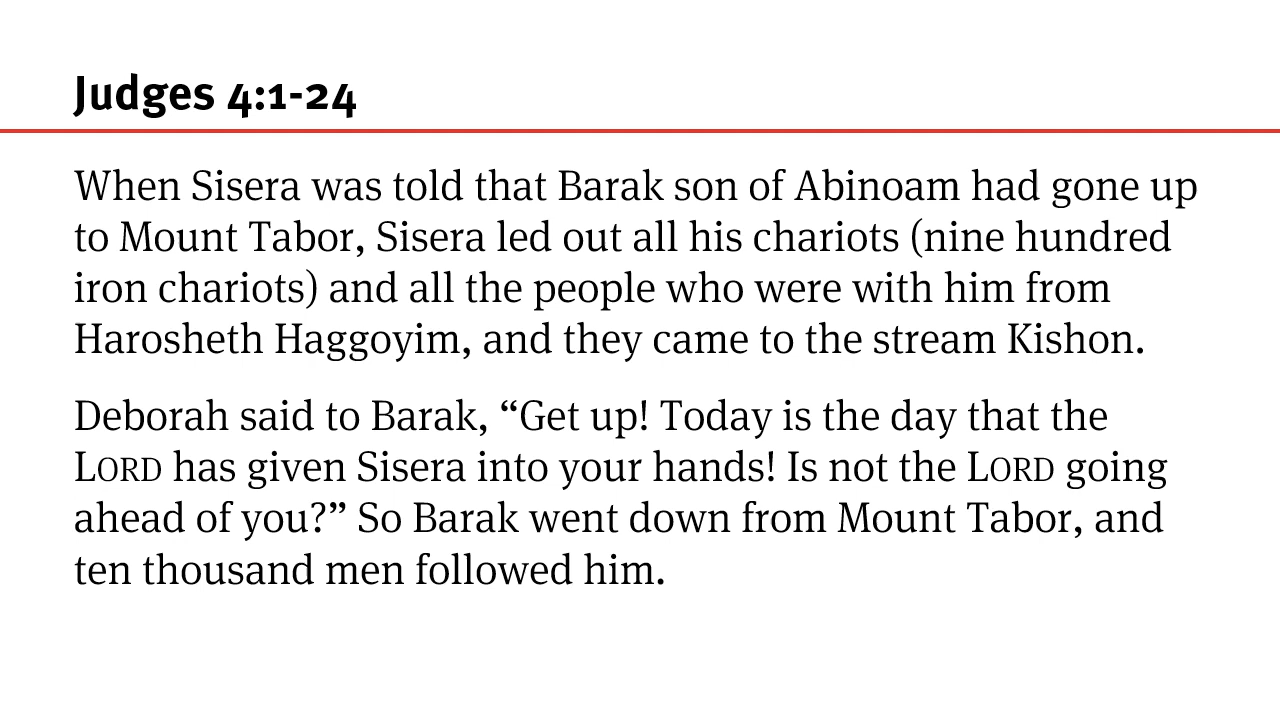 Judges 4:1-24
When Sisera was told that Barak son of Abinoam had gone up
to Mount Tabor, Sisera led out all his chariots (nine hundred
iron chariots) and all the people who were with him from
Harosheth Haggoyim, and they came to the stream Kishon.
Deborah said to Barak, “Get up! Today is the day that the
LORD has given Sisera into your hands! Is not the LORD going
ahead of you?” So Barak went down from Mount Tabor, and
ten thousand men followed him.